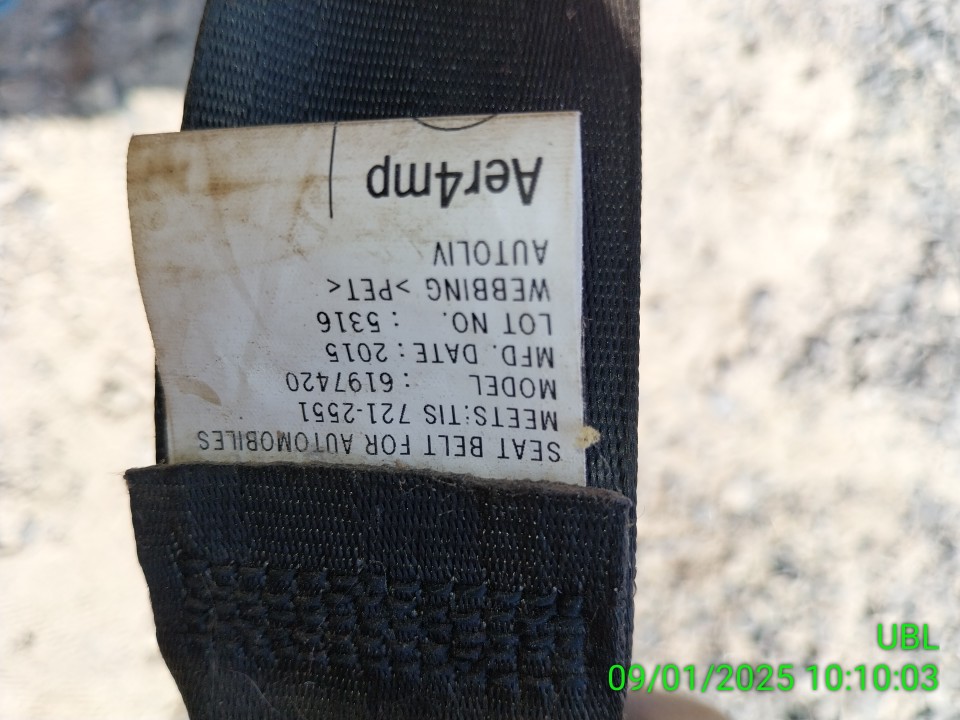 SEAT BELT FOR AUTOMOBILES
MEETS:TIS 721-2551
MODEL : 6197420
MFD. DATE : 2015
LOT NO. : 5316
WEBBING >PET<
AUTOLIV
Aer4mp
UBL
09/01/2025 10:10:03